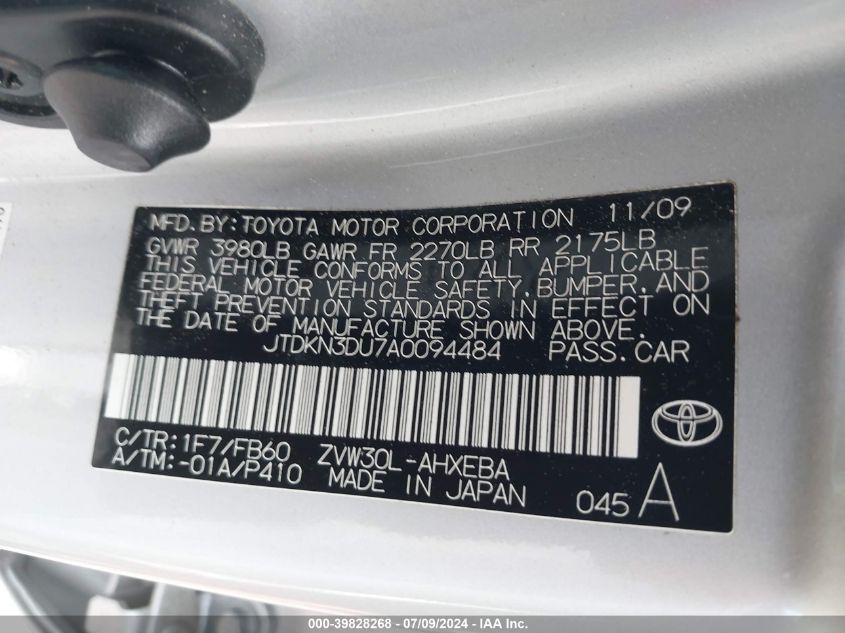 MFD.BY:TOYOTA MOTOR CORPORATION 11/09
GVWR 3980LB GAWR FR 2270LB RR 2175LB
THIS VEHICLE CONFORMS TO ALL APPLICABLE
FEDERAL MOTOR VEHICLE SAFETY,BUMPER,AND
THEFT PREVENTION STANDARDS IN EFFECT ON
THE DATE OF MANUFACTURE SHOWN ABOVE.
JTDKN3DU7A0094484 PASS.CAR
C/TR:1F7/FB60 ZVW30L-AHXEBA
A/TM:-01A/P410 MADE IN JAPAN 045 A
000-39828268 - 07/09/2024 - IAAI, Inc.